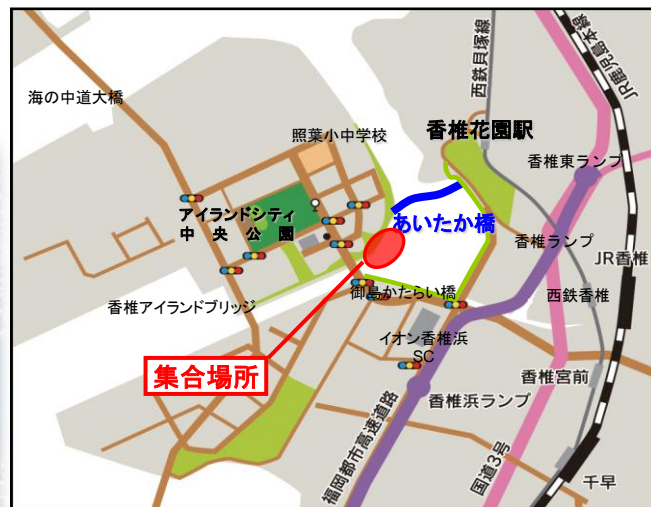 海の中道大橋
照葉小中学校
アイランドシティ
中央公園
香椎アイランドブリッジ
集合場所
あいたか橋
御島かたらい橋
イオン香椎浜
SC
香椎花園駅
西鉄貝塚線
JR鹿児島本線
香椎東ランプ
香椎ランプ
JR香椎
西鉄香椎
香椎宮前
香椎浜ランプ
福岡都市高速道路
国道3号
千早